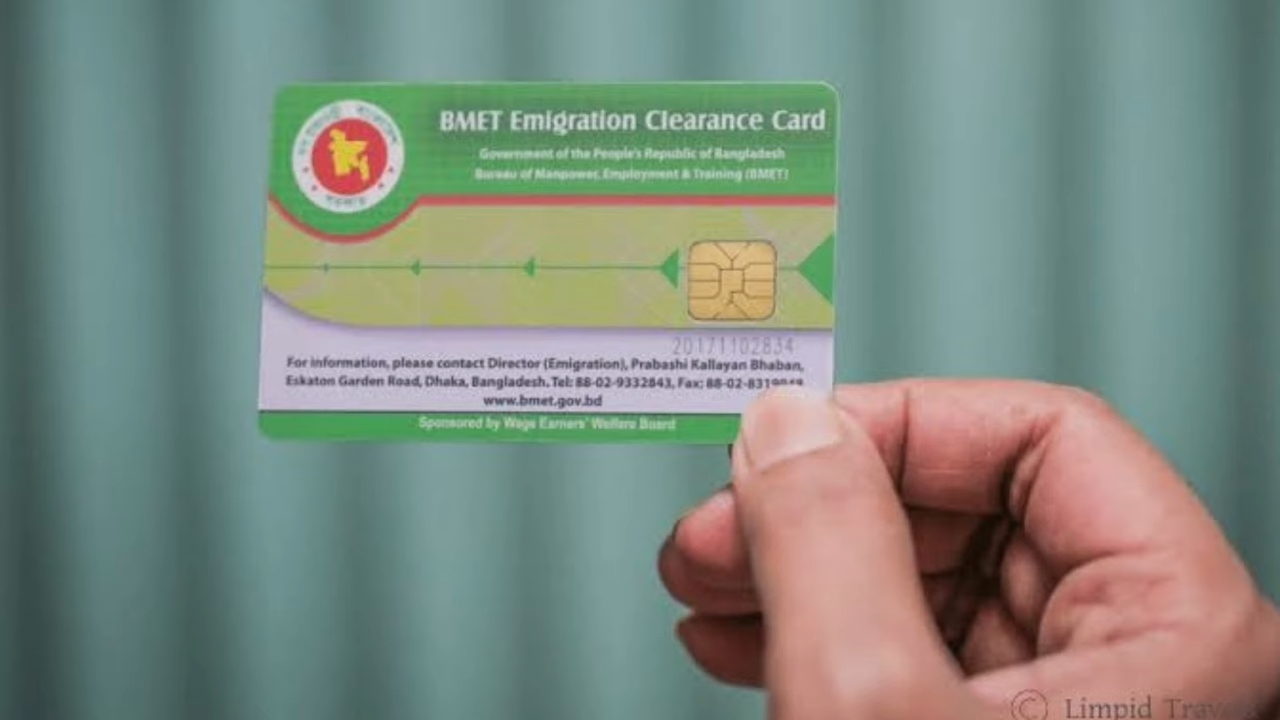 BMET Emigration Clearance Card
Government of the People's Republic of Bangladesh
Bureau of Manpower, Employment & Training (BMET)
20171102834
For information, please contact Director (Emigration), Prabashi Kallayan Bhaban,
Eskaton Garden Road, Dhaka, Bangladesh. Tel: 88-02-9332843, Fax:
www.bmet.gov.bd
Sponsored by Wage Earners' Welfare Board
© Limpid